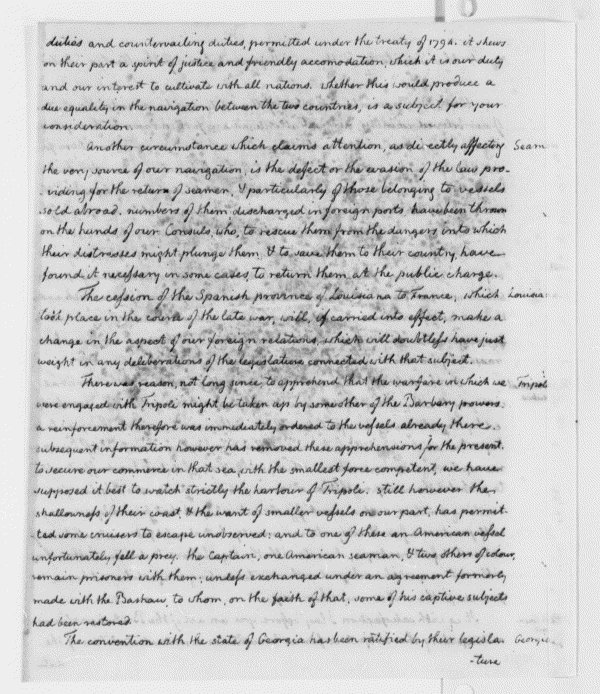 duties and countervailing duties, permitted under the treaty of 1794. it shews
on their part a spirit of justice and friendly accomodation, which it is our duty
and our interest to cultivate with all nations. whether this would produce a
due equality in the navigation between the two countries, is a subject for your
consideration.
Another circumstance which claims attention, as directly affecting Seam
the very source of our navigation, is the defect or the evasion of the law pro-
-viding for the return of seamen, & particularly of those belonging to vessels
sold abroad. numbers of them discharged in foreign ports have been thrown
on the hands of our Consuls, who, to rescue them from the dangers into which
their distresses might plunge them, & to save them to their country, have
found it necessary in some cases, to return them at the public charge.
The cession of the Spanish province of Louisiana to France, which Louisia
took place in the course of the late war, will, if carried into effect, make a
change in the aspect of our foreign relations, which will doubtless have just
weight in any deliberations of the legislature connected with that subject.
There was reason, not long since, to apprehend that the warfare in which we Tripol
were engaged with Tripole might be taken up by some other of the Barbary powers.
a reinforcement therefore was immediately ordered to the vessels already there.
subsequent information however has removed these apprehensions for the present.
to secure our commerce in that sea, with the smallest force competent, we have
supposed it best to watch strictly the harbour of Tripole. still however the
shallowness of their coast, & the want of smaller vessels on our part, has permit-
-ted some cruisers to escape unobserved: and to one of these an American vessel
unfortunately fell a prey. the Captain, one American seaman, & two others of colour,
remain prisoners with them; unless exchanged under an agreement formerly
made with the Bashaw, to whom, on the faith of that, some of his captive subjects
had been restored.
The convention with the state of Georgia has been ratified by their legisla- Georgia
-ture